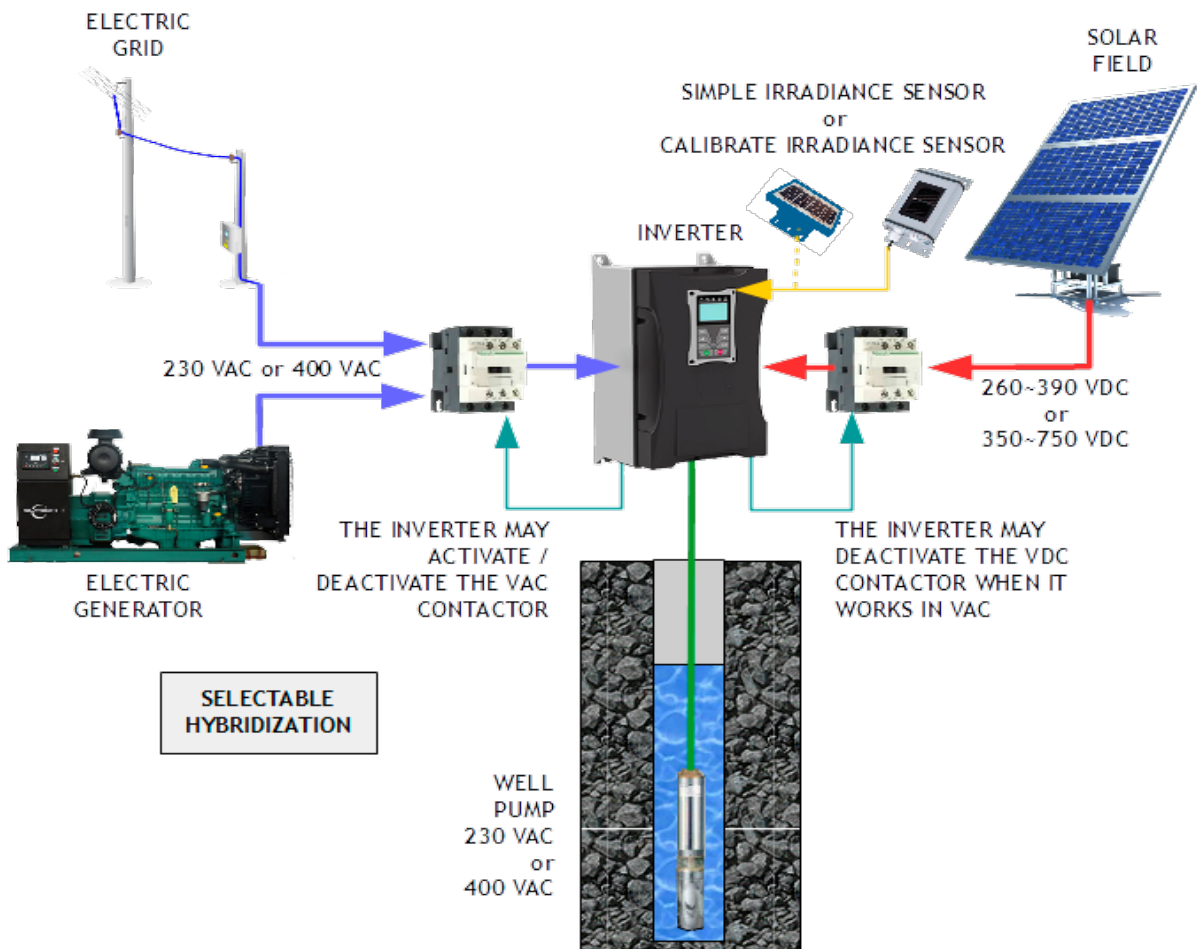 ELECTRIC
GRID
SOLAR
FIELD
SIMPLE IRRADIANCE SENSOR
or
CALIBRATE IRRADIANCE SENSOR
INVERTER
230 VAC or 400 VAC
260~390 VDC
or
350~750 VDC
ELECTRIC
GENERATOR
THE INVERTER MAY
ACTIVATE /
DEACTIVATE THE VAC
CONTACTOR
THE INVERTER MAY
DEACTIVATE THE VDC
CONTACTOR WHEN IT
WORKS IN VAC
SELECTABLE
HYBRIDIZATION
WELL
PUMP
230 VAC
or
400 VAC